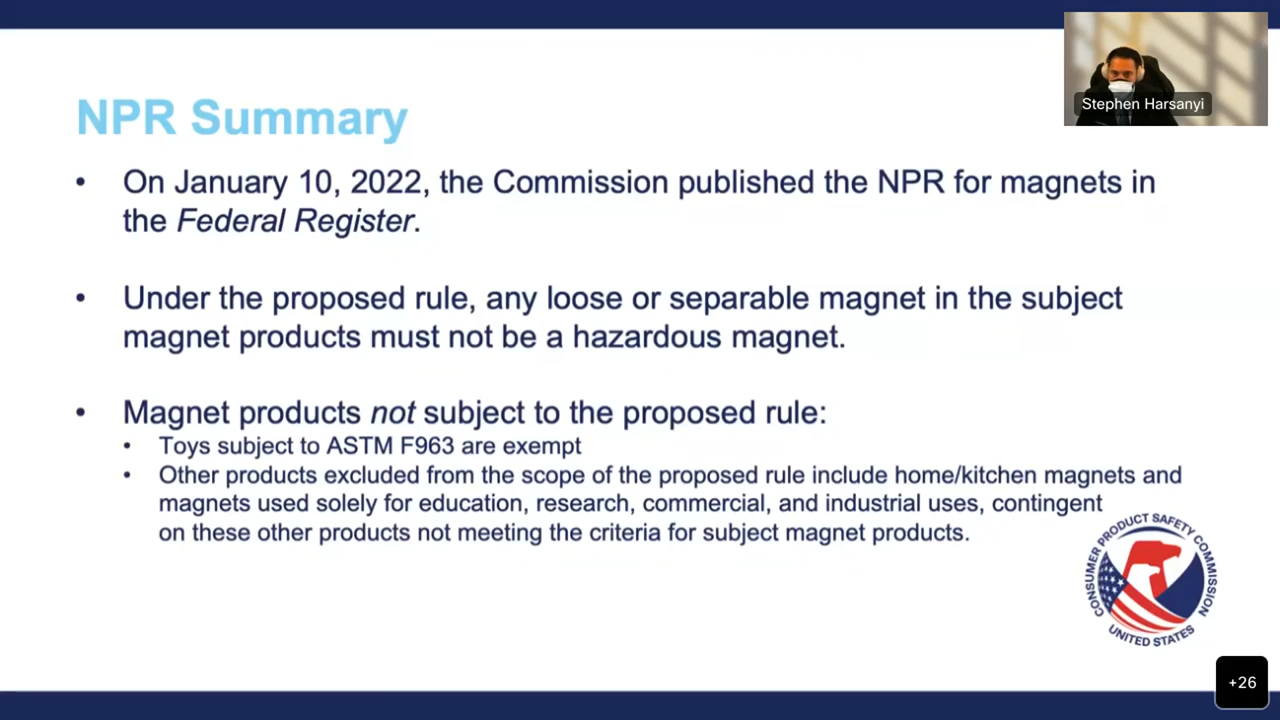 Stephen Harsanyi
NPR Summary
• On January 10, 2022, the Commission published the NPR for magnets in
the Federal Register.
• Under the proposed rule, any loose or separable magnet in the subject
magnet products must not be a hazardous magnet.
• Magnet products not subject to the proposed rule:
• Toys subject to ASTM F963 are exempt
• Other products excluded from the scope of the proposed rule include home/kitchen magnets and
magnets used solely for education, research, commercial, and industrial uses, contingent
on these other products not meeting the criteria for subject magnet products.
CONSUMER PRODUCT SAFETY COMMISSION
UNITED STATES
+26